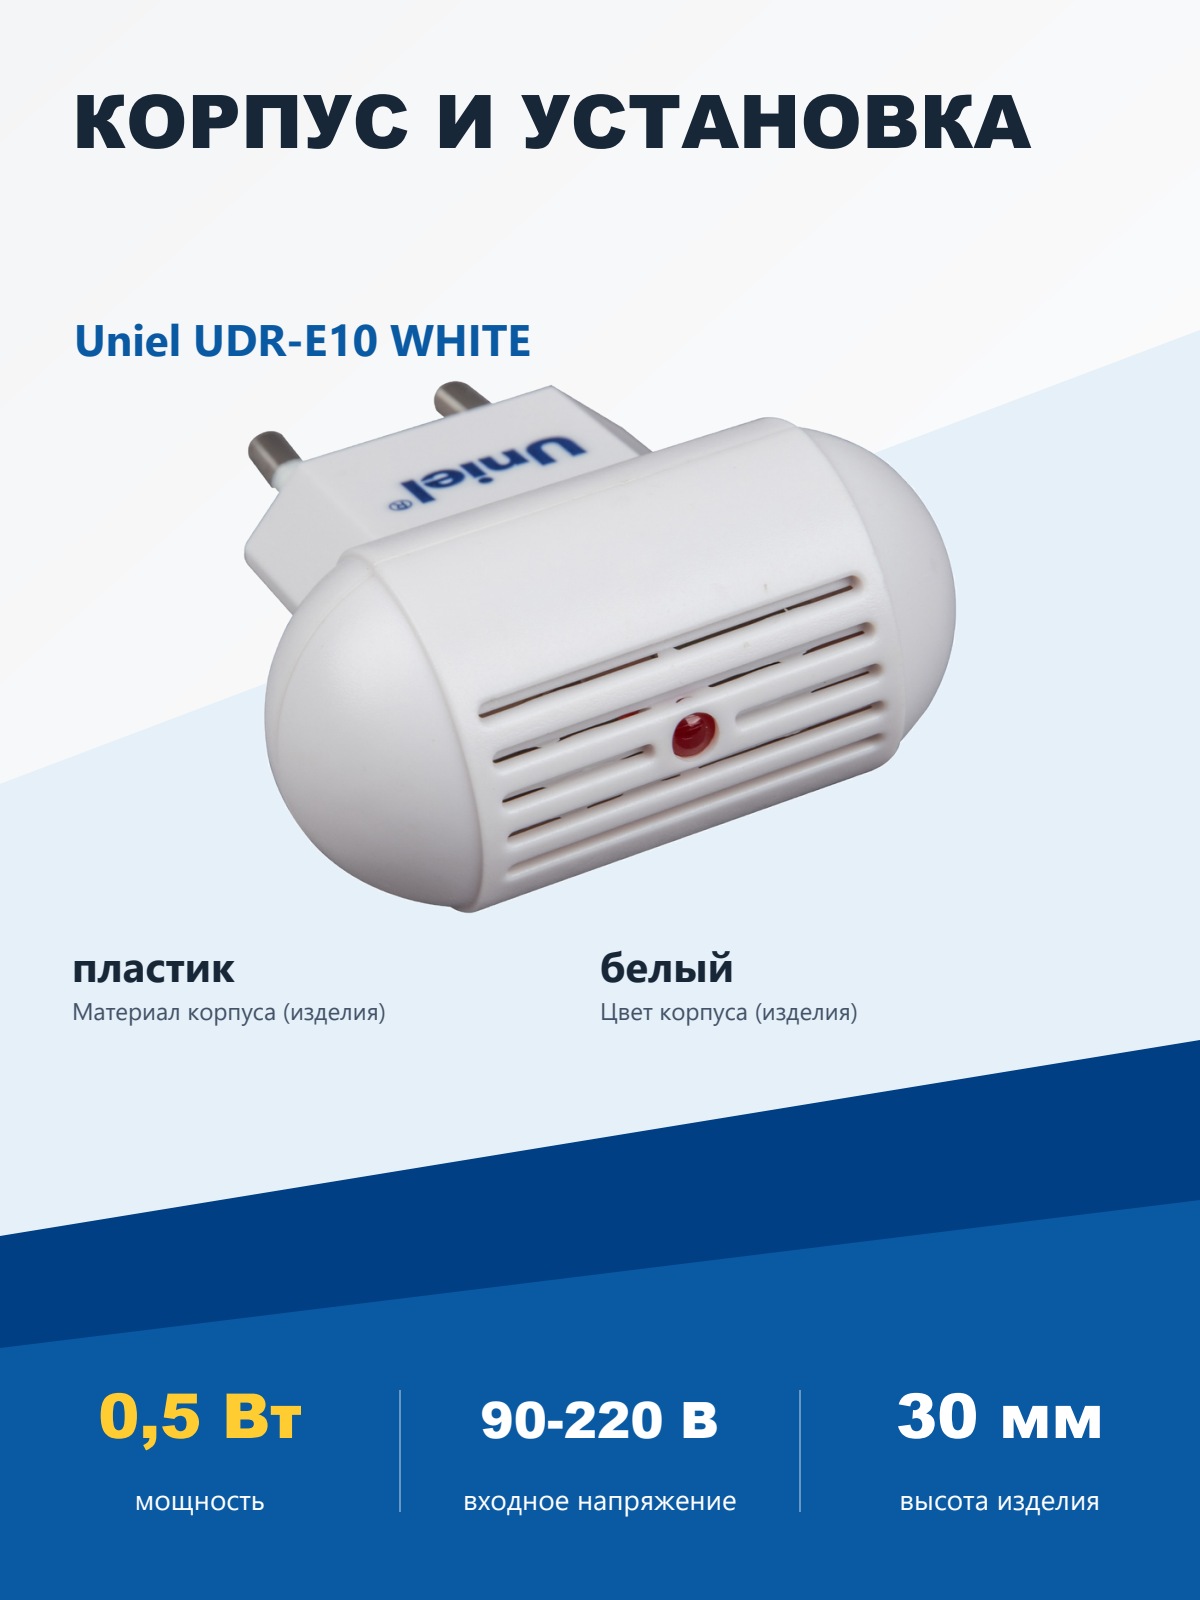 КОРПУС И УСТАНОВКА
Uniel UDR-E10 WHITE
Uniel®
пластик
Материал корпуса (изделия)
белый
Цвет корпуса (изделия)
0,5 Вт
мощность
90-220 В
входное напряжение
30 мм
высота изделия